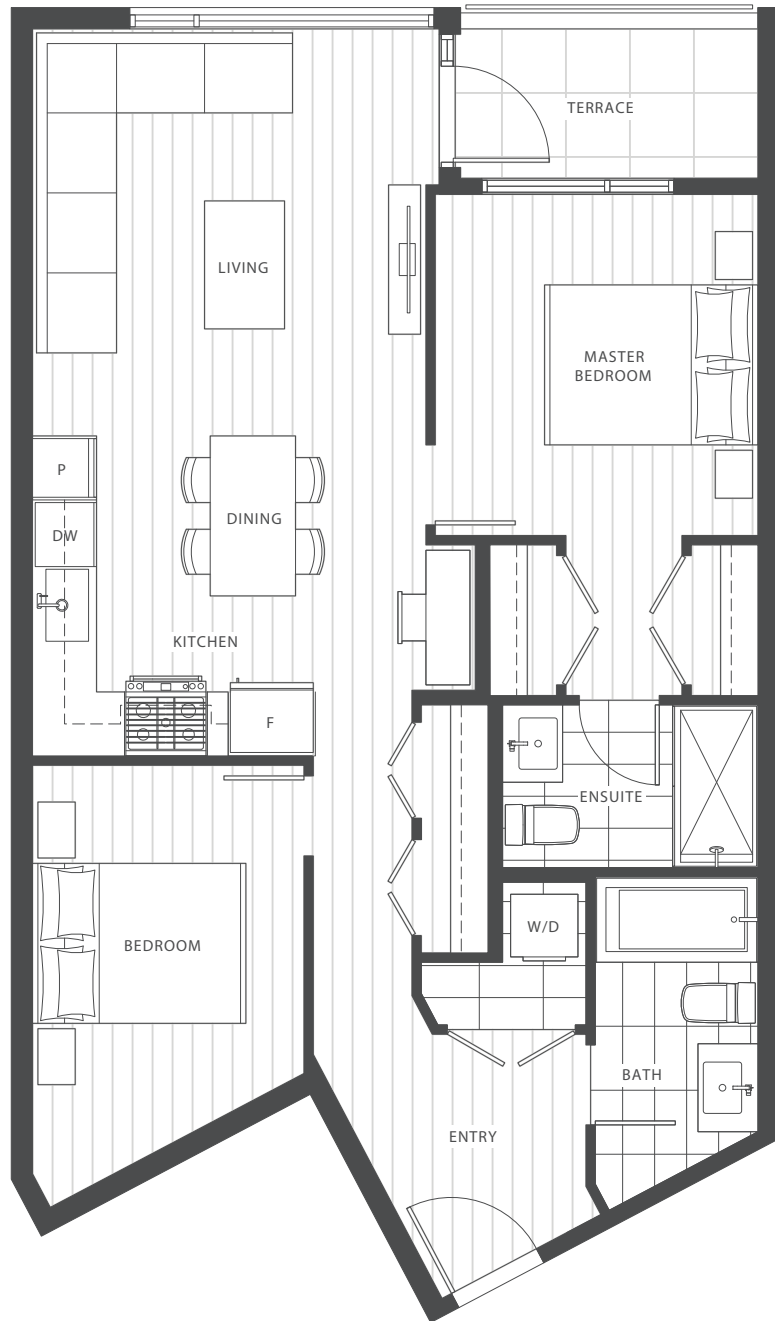 TERRACE
LIVING
MASTER
BEDROOM
P
DW
DINING
KITCHEN
F
ENSUITE
W/D
BEDROOM
BATH
ENTRY